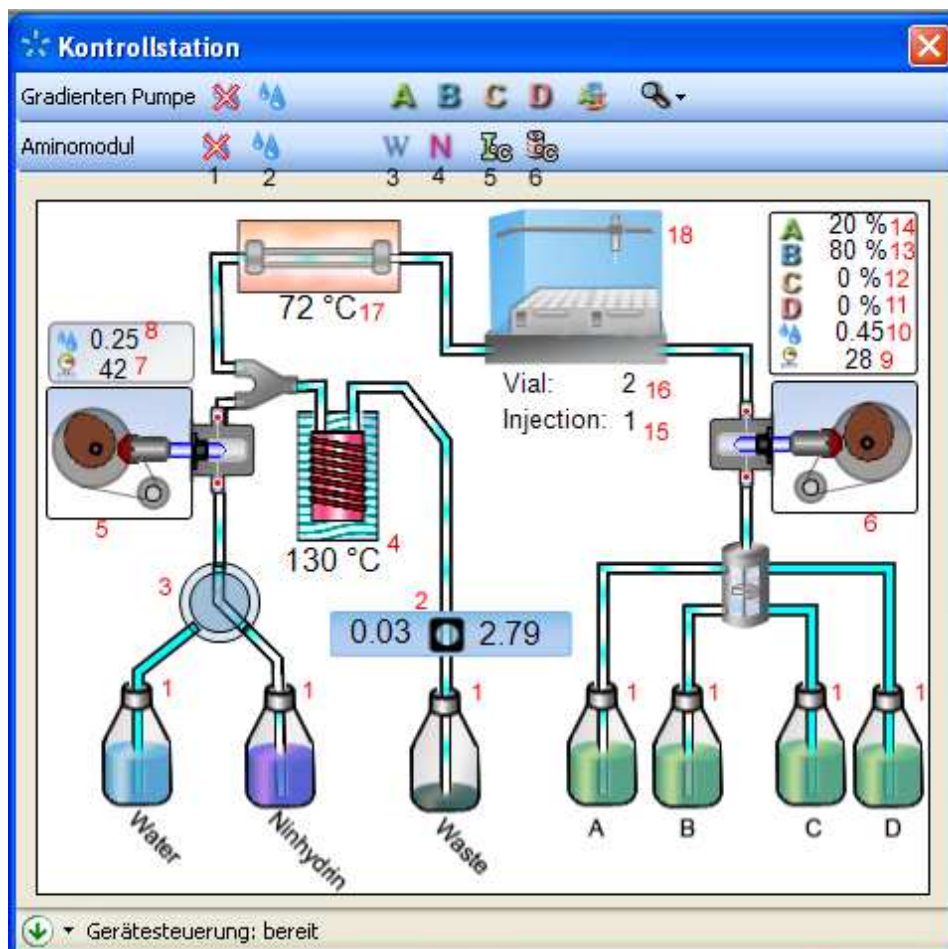 Kontrollstation
Gradienten Pumpe A B C D
Aminomodul W N C C
1 2 3 4 5 6
A 20 % 14
B 80 % 13
C 0 % 12
D 0 % 11
0.45 10
28 9
18
72 °C 17
0.25 8
42 7
Vial: 2 16
Injection: 1 15
5
6
130 °C 4
3
2
0.03 2.79
1 1 1 1 1 1 1
Water
Ninhydrin
Waste
A B C D
Gerätesteuerung: bereit